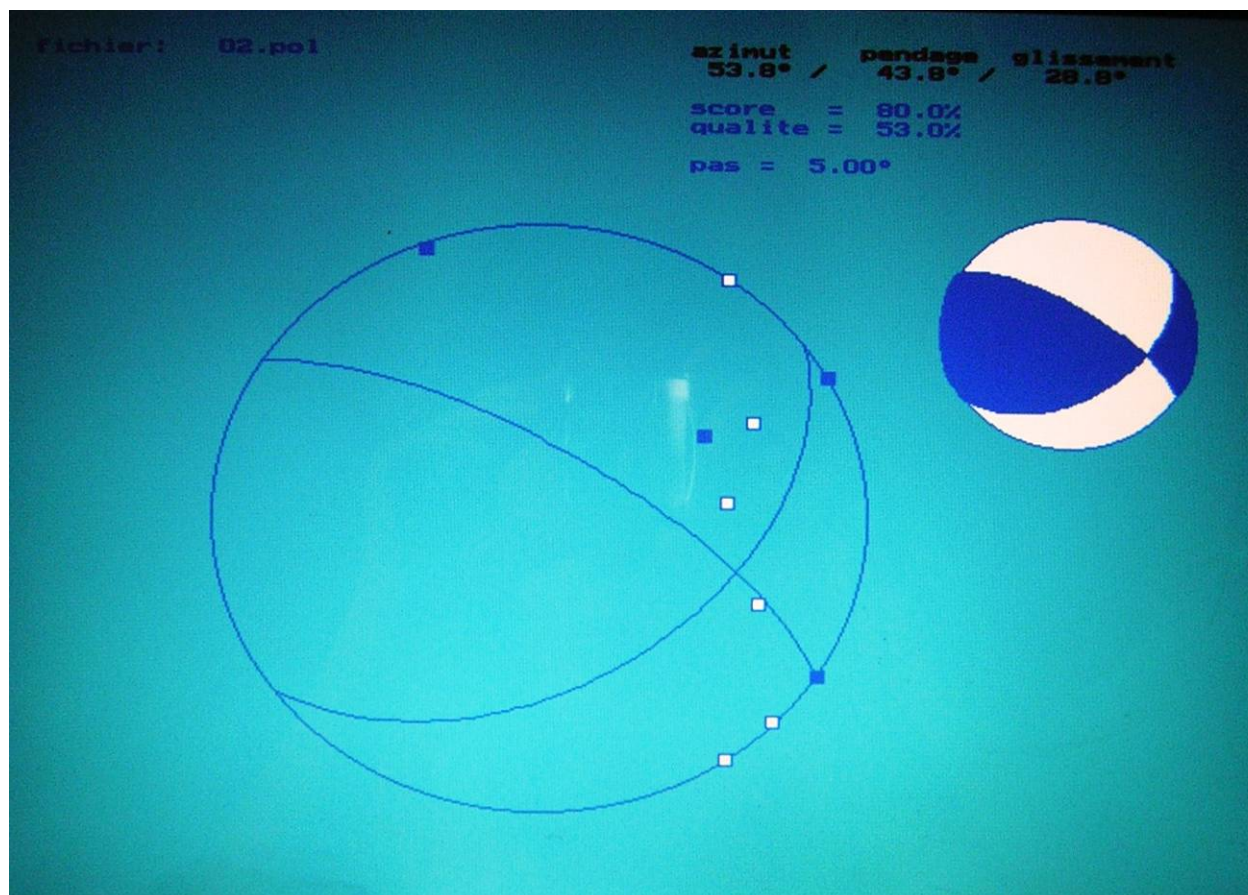 fichier: 02.pol
azimut pendage glissement
53.8° / 43.8° / 28.8°
score = 80.0%
qualite = 53.0%
pas = 5.00°